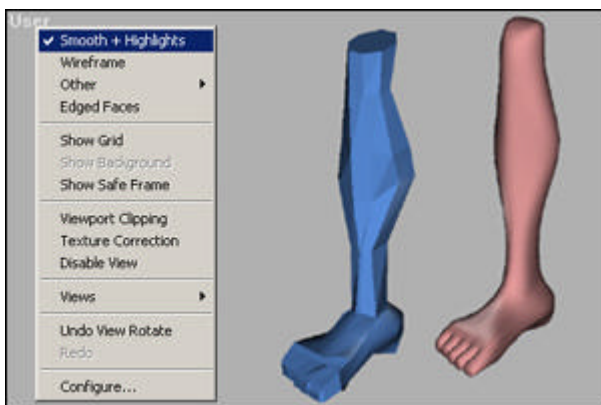 User
Smooth + Highlights
Wireframe
Other
Edged Faces
Show Grid
Show Background
Show Safe Frame
Viewport Clipping
Texture Correction
Disable View
Views
Undo View Rotate
Redo
Configure...